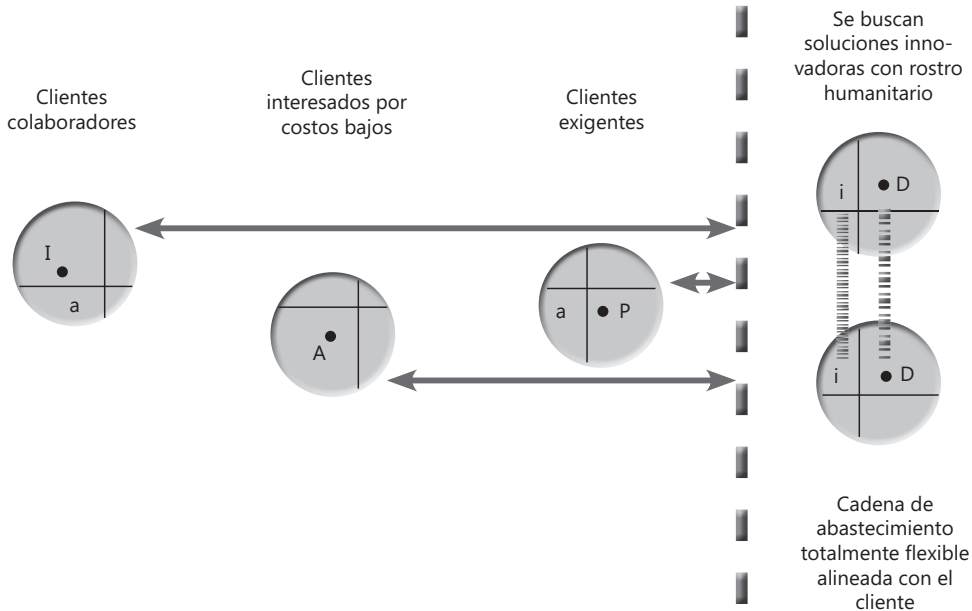 Clientes
colaboradores
Clientes
interesados por
costos bajos
Clientes
exigentes
Se buscan
soluciones inno-
vadoras con rostro
humanitario
I
a
A
a
P
i
D
i
D
Cadena de
abastecimiento
totalmente flexible
alineada con el
cliente